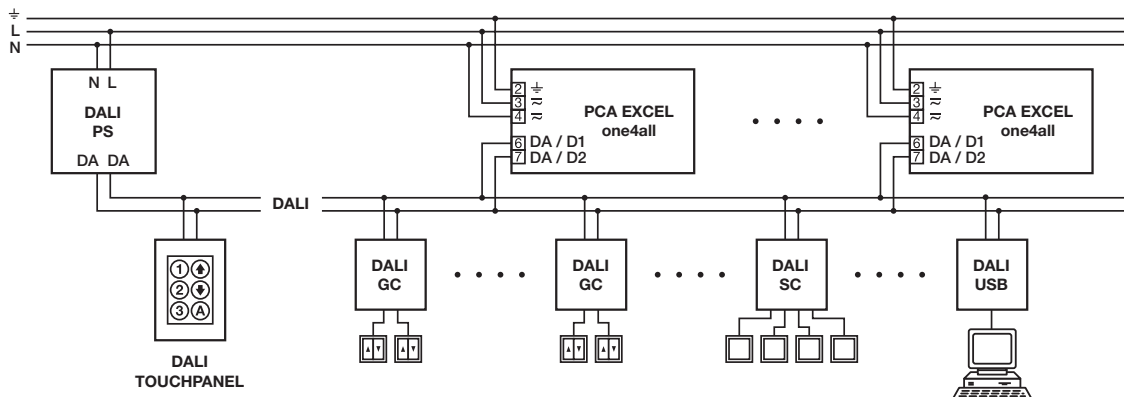 L
N
N L
DALI
PS
DA DA
2
3
4
6 DA / D1
7 DA / D2
PCA EXCEL
one4all
2
3
4
6 DA / D1
7 DA / D2
PCA EXCEL
one4all
DALI
1
2
3 A
DALI
TOUCHPANEL
DALI
GC
DALI
GC
DALI
SC
DALI
USB